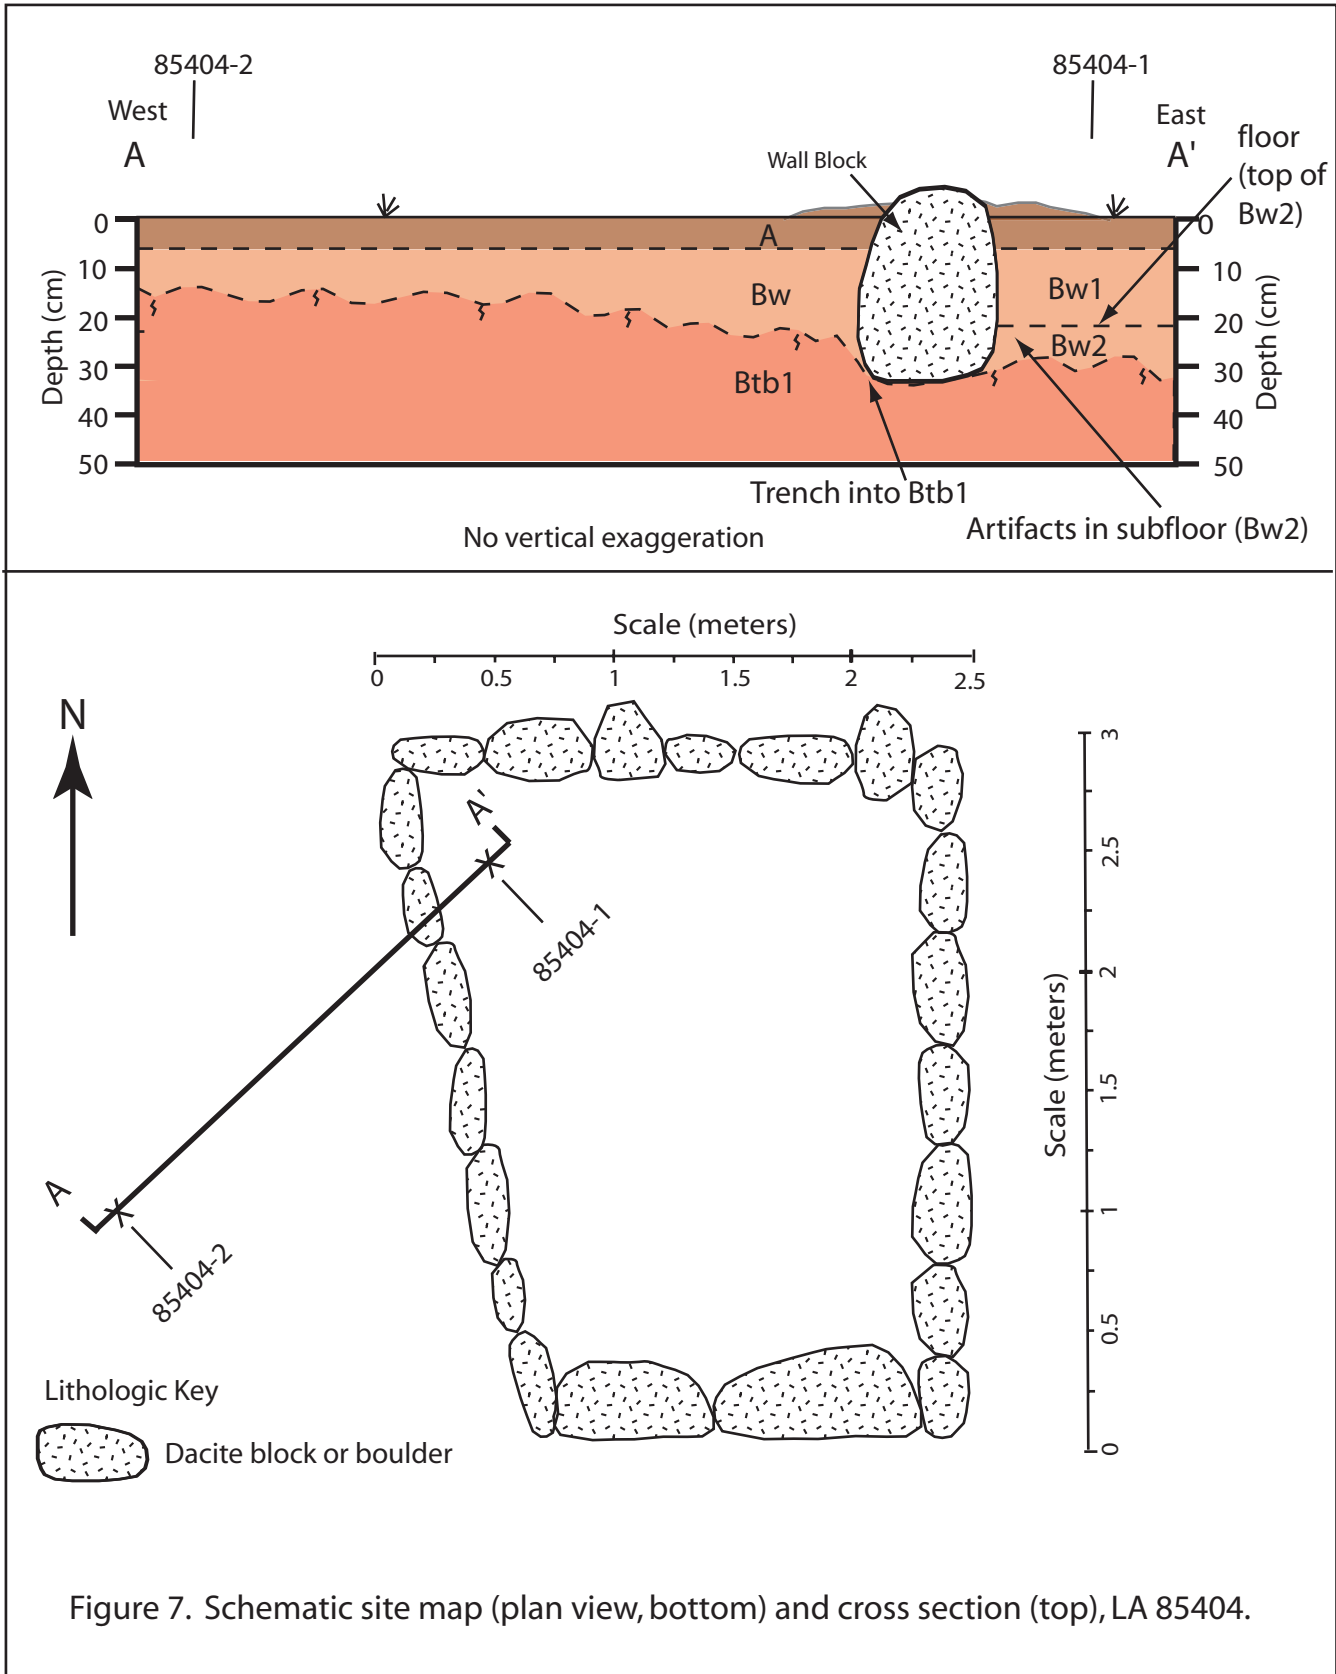 85404-2
85404-1
West
East
A
A'
floor
(top of
Bw2)
Wall Block
0
10
20
30
40
50
Depth (cm)
A
Bw
Btb1
Bw1
Bw2
0
10
20
30
40
50
Depth (cm)
Trench into Btb1
Artifacts in subfloor (Bw2)
No vertical exaggeration
Scale (meters)
0 0.5 1 1.5 2 2.5
N
A'
85404-1
A
85404-2
3
2.5
2
1.5
1
0.5
0
Scale (meters)
Lithologic Key
Dacite block or boulder
Figure 7. Schematic site map (plan view, bottom) and cross section (top), LA 85404.